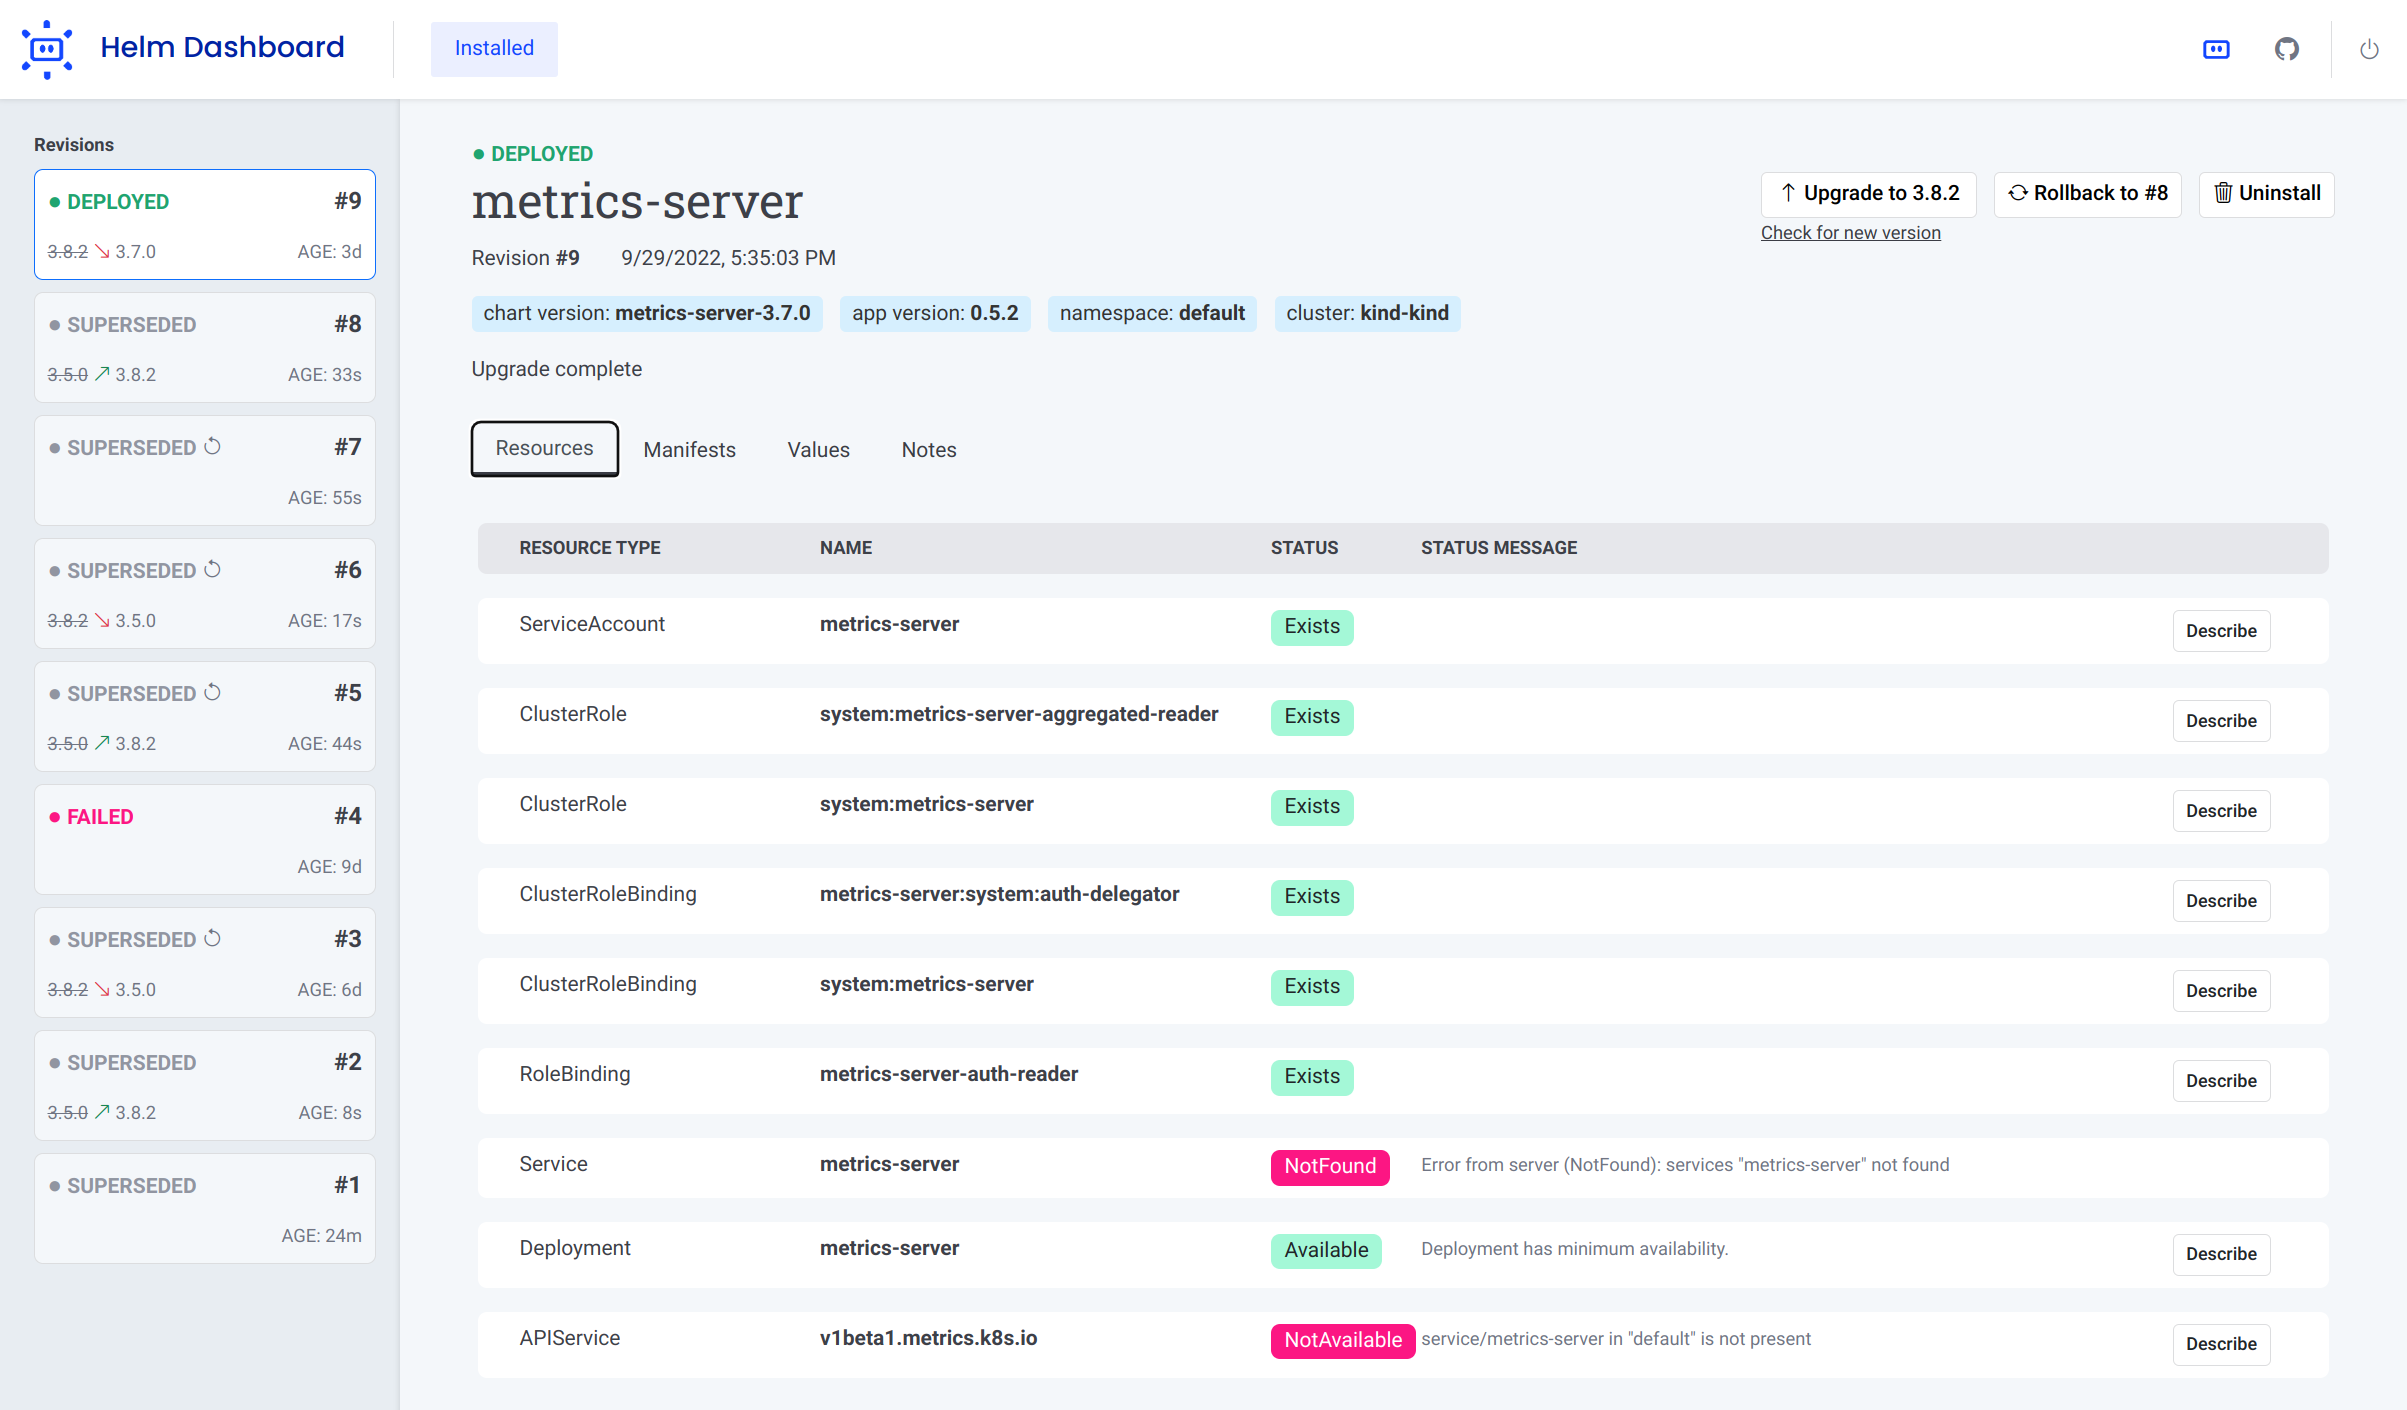 Helm Dashboard
Installed
Revisions
DEPLOYED #9
3.8.2 3.7.0 AGE: 3d
SUPERSEDED #8
3.5.0 3.8.2 AGE: 33s
SUPERSEDED #7
AGE: 55s
SUPERSEDED #6
3.8.2 3.5.0 AGE: 17s
SUPERSEDED #5
3.5.0 3.8.2 AGE: 44s
FAILED #4
AGE: 9d
SUPERSEDED #3
3.8.2 3.5.0 AGE: 6d
SUPERSEDED #2
3.5.0 3.8.2 AGE: 8s
SUPERSEDED #1
AGE: 24m
DEPLOYED
metrics-server
Upgrade to 3.8.2 Rollback to #8 Uninstall
Check for new version
Revision #9 9/29/2022, 5:35:03 PM
chart version: metrics-server-3.7.0 app version: 0.5.2 namespace: default cluster: kind-kind
Upgrade complete
Resources Manifests Values Notes
RESOURCE TYPE NAME STATUS STATUS MESSAGE
ServiceAccount metrics-server Exists Describe
ClusterRole system:metrics-server-aggregated-reader Exists Describe
ClusterRole system:metrics-server Exists Describe
ClusterRoleBinding metrics-server:system:auth-delegator Exists Describe
ClusterRoleBinding system:metrics-server Exists Describe
RoleBinding metrics-server-auth-reader Exists Describe
Service metrics-server NotFound Error from server (NotFound): services "metrics-server" not found
Deployment metrics-server Available Deployment has minimum availability. Describe
APIService v1beta1.metrics.k8s.io NotAvailable service/metrics-server in "default" is not present Describe